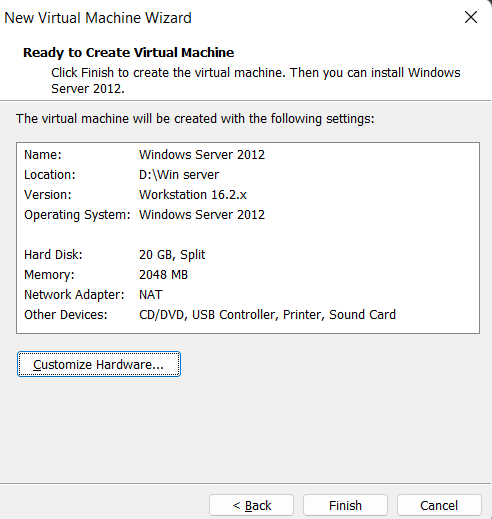 New Virtual Machine Wizard
Ready to Create Virtual Machine
Click Finish to create the virtual machine. Then you can install Windows
Server 2012.
The virtual machine will be created with the following settings:
Name: Windows Server 2012
Location: D:\Win server
Version: Workstation 16.2.x
Operating System: Windows Server 2012
Hard Disk: 20 GB, Split
Memory: 2048 MB
Network Adapter: NAT
Other Devices: CD/DVD, USB Controller, Printer, Sound Card
Customize Hardware...
< Back Finish Cancel